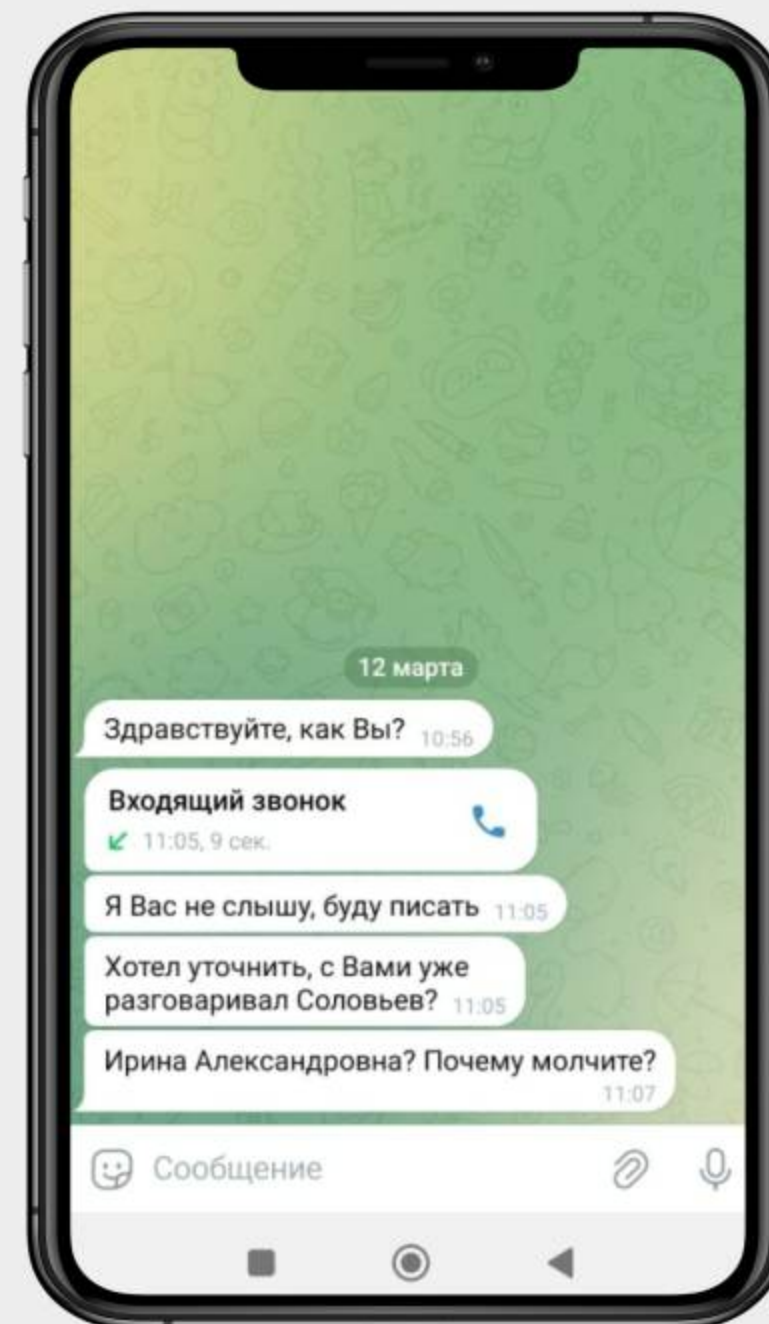 12 марта
Здравствуйте, как Вы? 10:56
Входящий звонок
11:05, 9 сек.
Я Вас не слышу, буду писать 11:05
Хотел уточнить, с Вами уже
разговаривал Соловьев? 11:05
Ирина Александровна? Почему молчите?
11:07
Сообщение